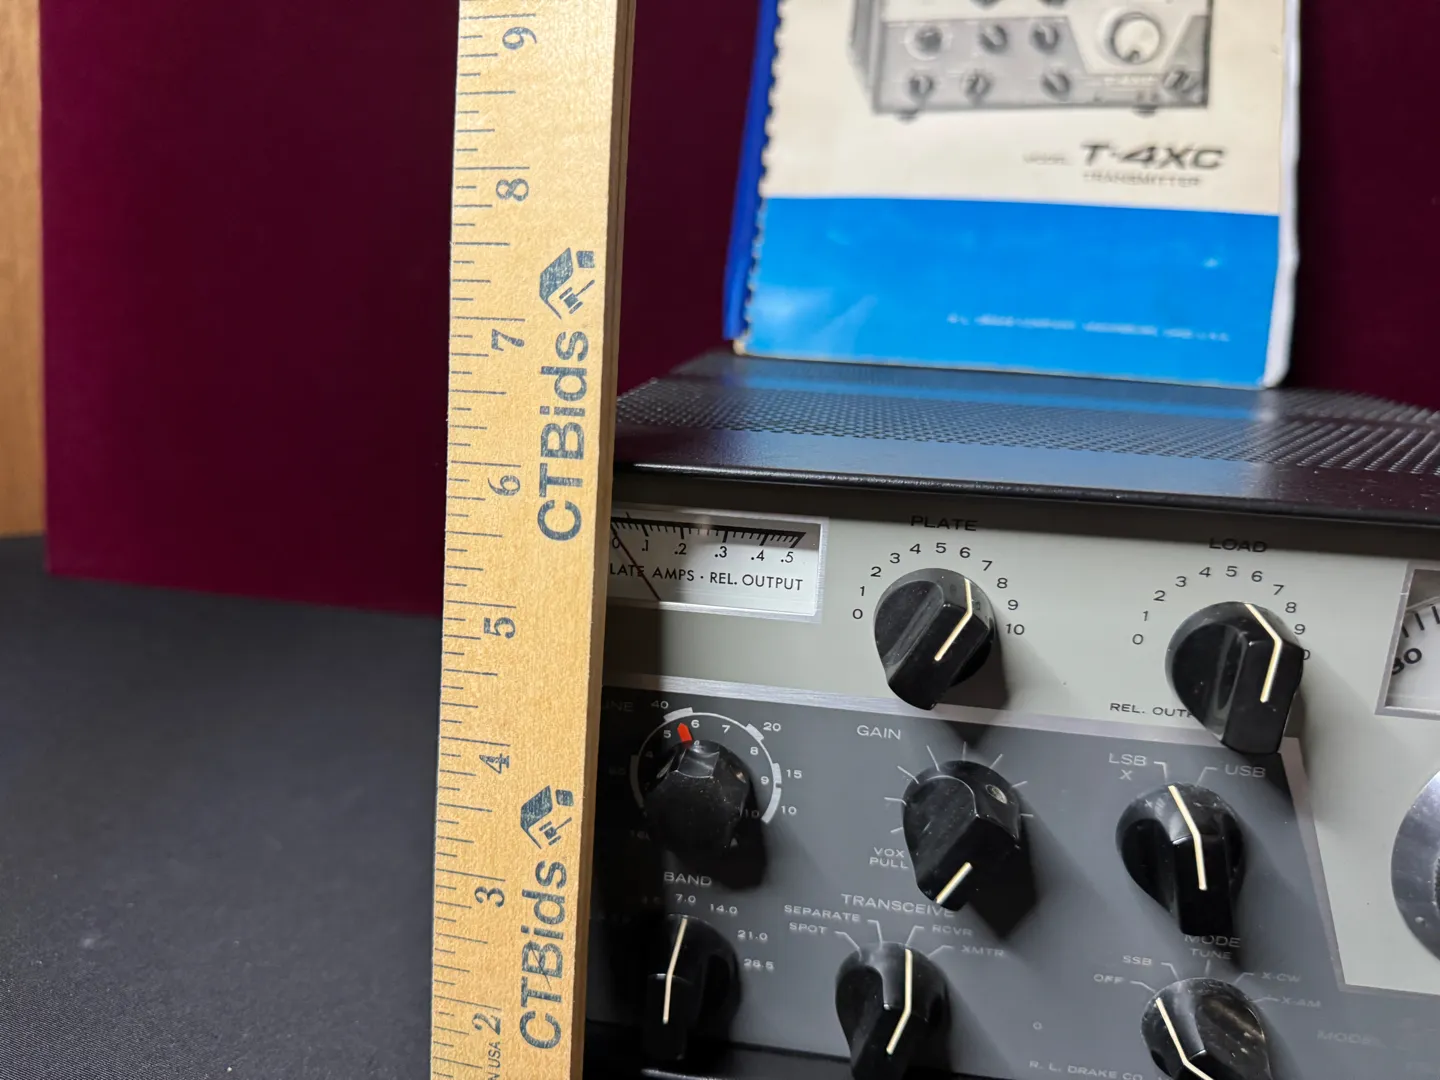 9
8
7
6
5
4
3
2
USA
CTBids
CTBids
T-4XC
TRANSMITTER
0 .1 .2 .3 .4 .5
AMPS · REL. OUTPUT
PLATE
0 1 2 3 4 5 6 7 8 9 10
LOAD
0 1 2 3 4 5 6 7 8 9
REL.
40
20
15
10
5 6 7 8 9 10
GAIN
VOX
PULL
LSB
X
USB
BAND
7.0 14.0
21.0
28.5
TRANSCEIVE
SEPARATE
SPOT
RCVR
XMTR
MODE
TUNE
SSB
OFF
X-CW
X-AM
R. L. DRAKE CO.
MODEL